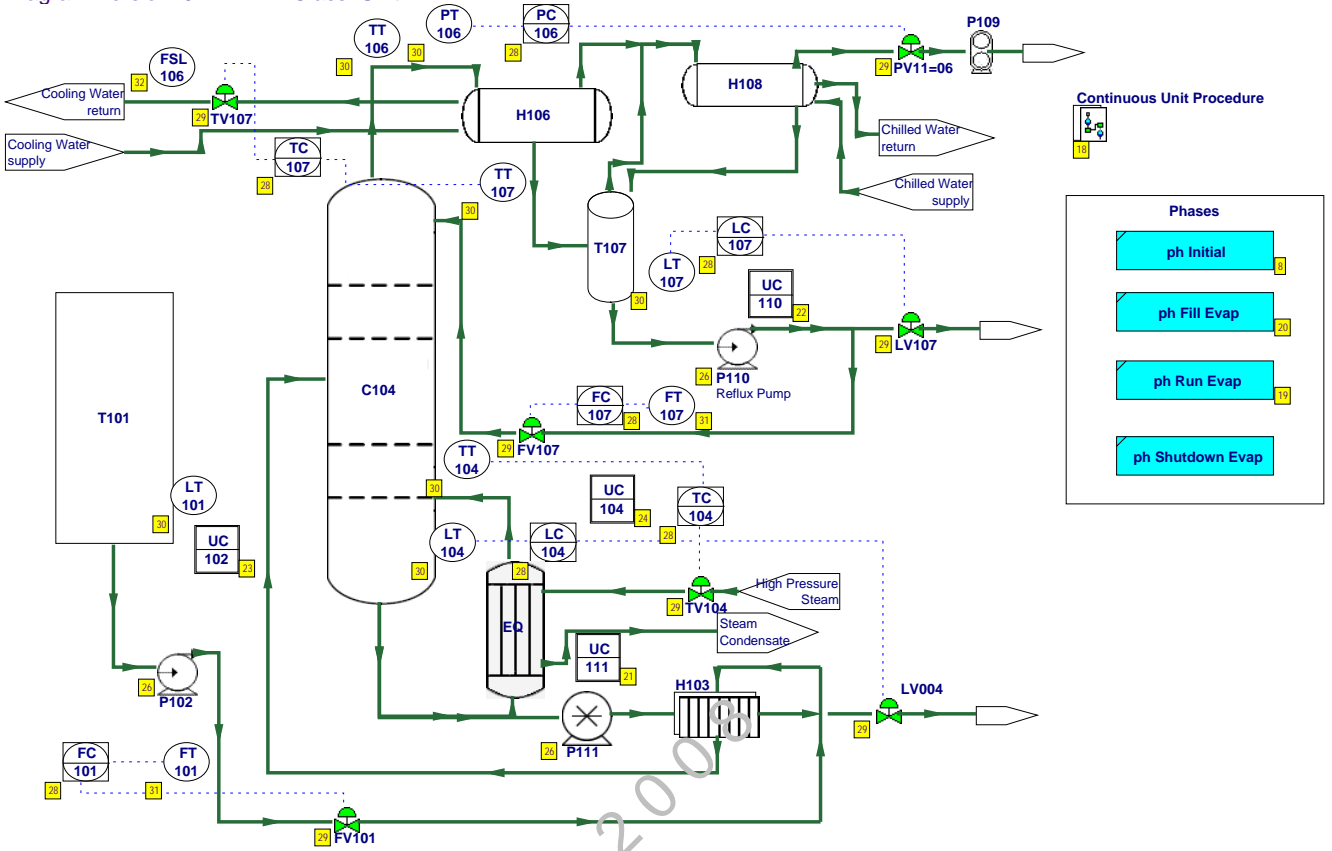 PT
106
PC
106
TT
106
30
30
28
P109
29
PV11=06
FSL
106
32
Cooling Water
return
29
TV107
H106
H108
Continuous Unit Procedure
18
Cooling Water
supply
TC
107
28
Chilled Water
return
Chilled Water
supply
TT
107
30
T107
30
LC
107
28
LT
107
UC
110
22
29
LV107
P110
26
Reflux Pump
Phases
ph Initial
8
ph Fill Evap
20
ph Run Evap
19
ph Shutdown Evap
C104
T101
LT
101
30
FC
107
28
FT
107
31
29
FV107
TT
104
30
UC
104
24
TC
104
28
UC
102
23
LT
104
30
LC
104
28
High Pressure
Steam
29
TV104
Steam
Condensate
EQ
UC
111
21
P102
26
P111
26
H103
LV004
29
FC
101
28
FT
101
31
29
FV101
2008